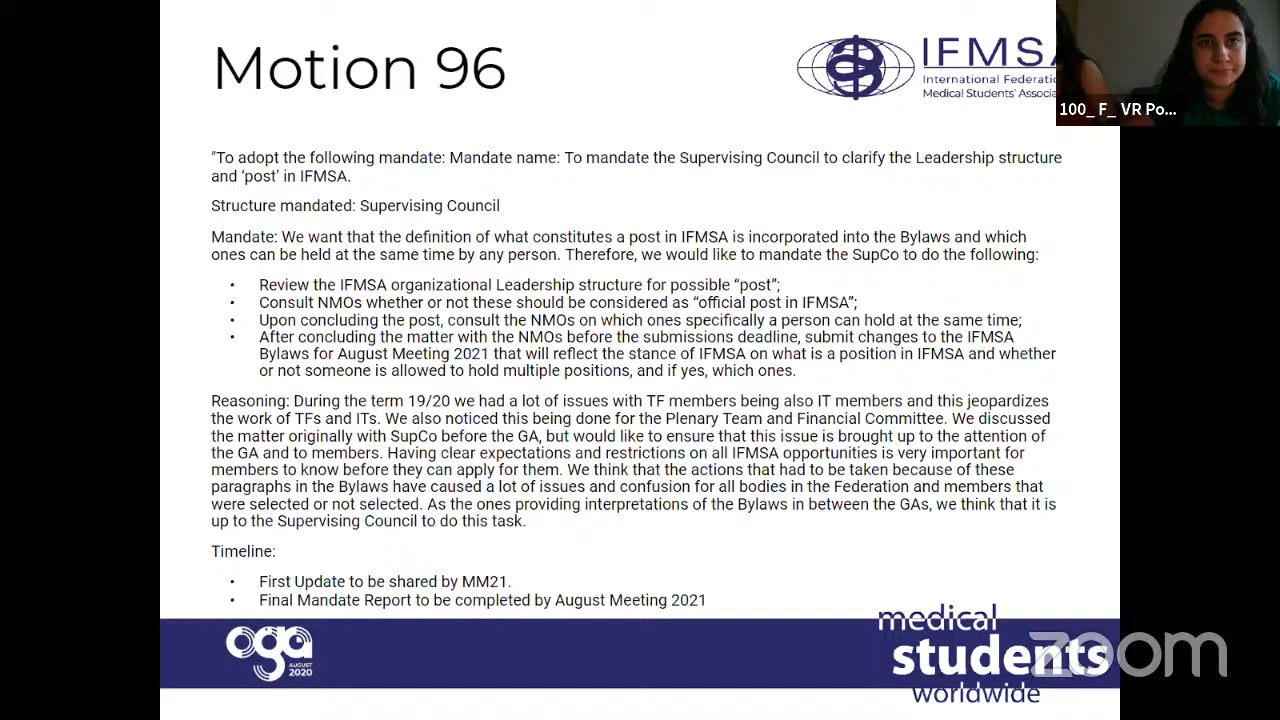 Motion 96
IFMSA
International Federatio
Medical Students' Associa
100_ F_ VR Po...
"To adopt the following mandate: Mandate name: To mandate the Supervising Council to clarify the Leadership structure
and ‘post’ in IFMSA.
Structure mandated: Supervising Council
Mandate: We want that the definition of what constitutes a post in IFMSA is incorporated into the Bylaws and which
ones can be held at the same time by any person. Therefore, we would like to mandate the SupCo to do the following:
• Review the IFMSA organizational Leadership structure for possible “post”;
• Consult NMOs whether or not these should be considered as “official post in IFMSA”;
• Upon concluding the post, consult the NMOs on which ones specifically a person can hold at the same time;
• After concluding the matter with the NMOs before the submissions deadline, submit changes to the IFMSA
Bylaws for August Meeting 2021 that will reflect the stance of IFMSA on what is a position in IFMSA and whether
or not someone is allowed to hold multiple positions, and if yes, which ones.
Reasoning: During the term 19/20 we had a lot of issues with TF members being also IT members and this jeopardizes
the work of TFs and ITs. We also noticed this being done for the Plenary Team and Financial Committee. We discussed
the matter originally with SupCo before the GA, but would like to ensure that this issue is brought up to the attention of
the GA and to members. Having clear expectations and restrictions on all IFMSA opportunities is very important for
members to know before they can apply for them. We think that the actions that had to be taken because of these
paragraphs in the Bylaws have caused a lot of issues and confusion for all bodies in the Federation and members that
were selected or not selected. As the ones providing interpretations of the Bylaws in between the GAs, we think that it is
up to the Supervising Council to do this task.
Timeline:
• First Update to be shared by MM21.
• Final Mandate Report to be completed by August Meeting 2021
oga
AUGUST
2020
medical
students
worldwide
zoom